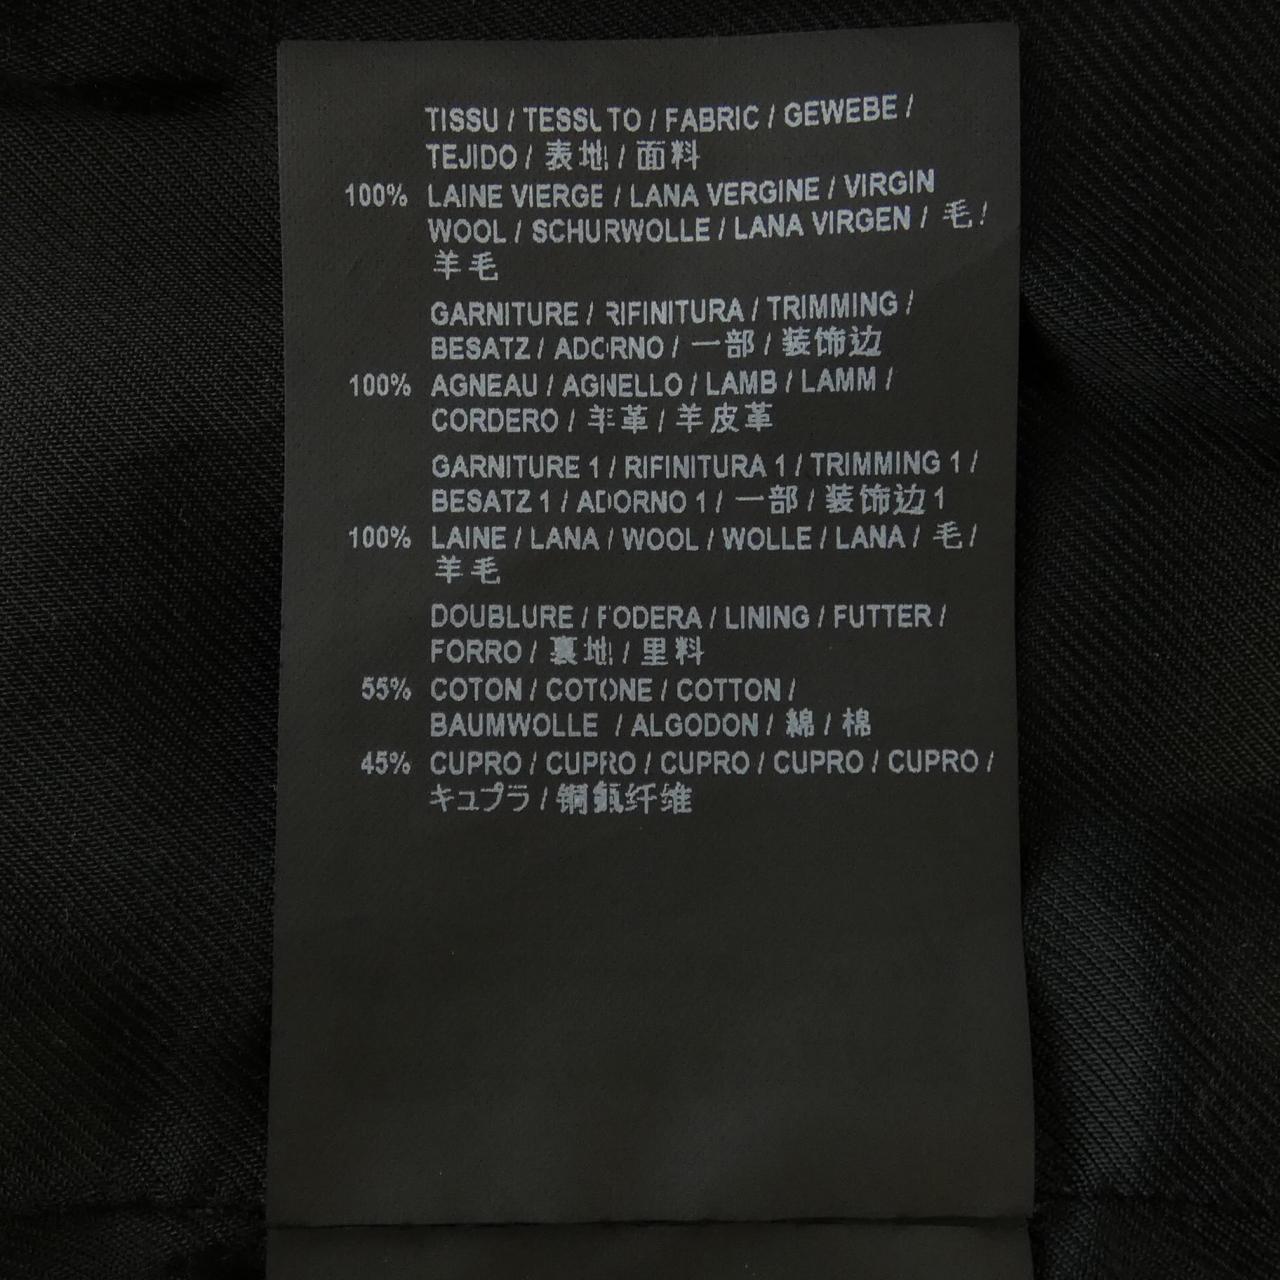 TISSU / TESSUTO / FABRIC / GEWEBE /
TEJIDO / 表地 / 面料
100% LAINE VIERGE / LANA VERGINE / VIRGIN
WOOL / SCHURWOLLE / LANA VIRGEN / 毛 /
羊毛
GARNITURE / RIFINITURA / TRIMMING /
BESATZ / ADORNO / 一部 / 装饰边
100% AGNEAU / AGNELLO / LAMB / LAMM /
CORDERO / 羊革 / 羊皮革
GARNITURE 1 / RIFINITURA 1 / TRIMMING 1 /
BESATZ 1 / ADORNO 1 / 一部 / 装饰边 1
100% LAINE / LANA / WOOL / WOLLE / LANA / 毛 /
羊毛
DOUBLURE / FODERA / LINING / FUTTER /
FORRO / 裏地 / 里料
55% COTON / COTONE / COTTON /
BAUMWOLLE / ALGODON / 綿 / 棉
45% CUPRO / CUPRO / CUPRO / CUPRO / CUPRO /
キュプラ / 铜氨纤维